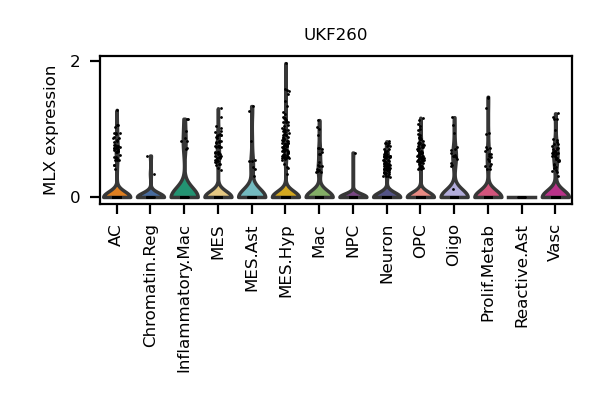 UKF260
MLX expression
2
0
AC
Chromatin.Reg
Inflammatory.Mac
MES
MES.Ast
MES.Hyp
Mac
NPC
Neuron
OPC
Oligo
Prolif.Metab
Reactive.Ast
Vasc